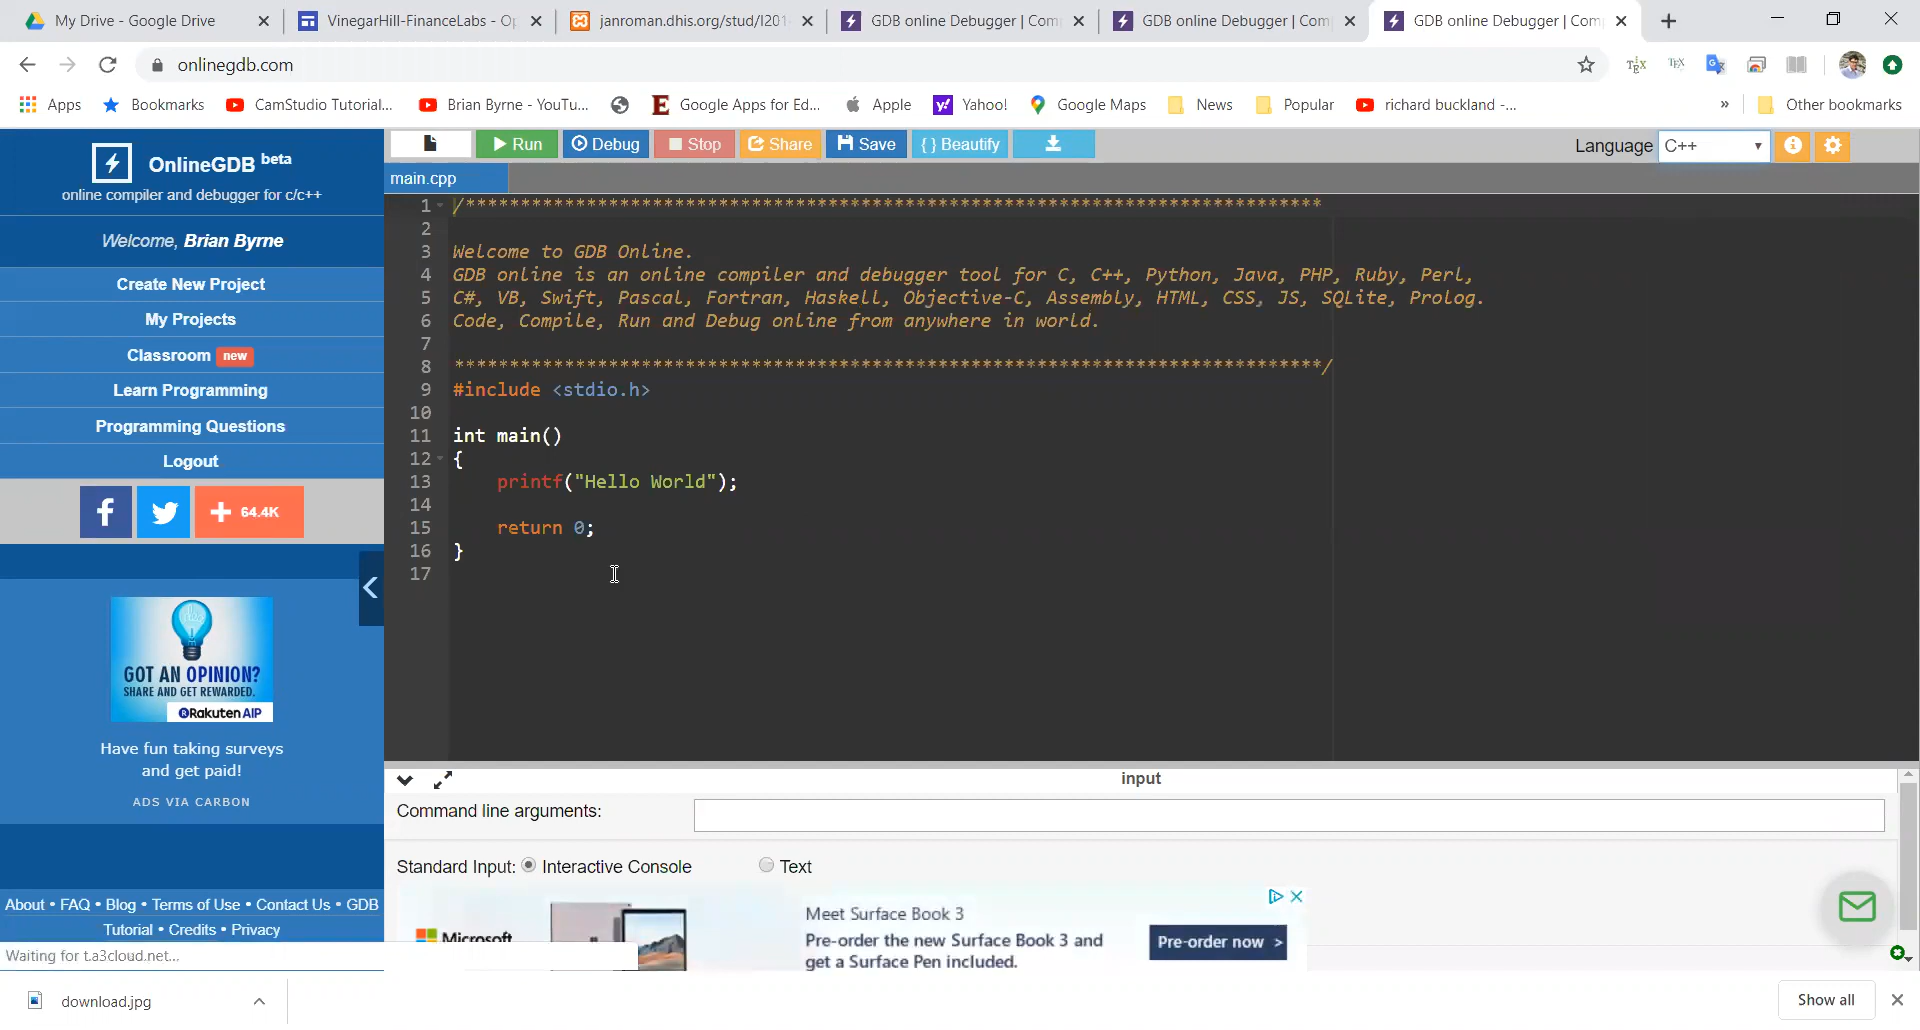 My Drive - Google Drive
VinegarHill-FinanceLabs - Op
janroman.dhis.org/stud/I201
GDB online Debugger | Com
GDB online Debugger | Com
GDB online Debugger | Com
onlinegdb.com
Apps
Bookmarks
CamStudio Tutorial...
Brian Byrne - YouTu...
Google Apps for Ed...
Apple
Yahoo!
Google Maps
News
Popular
richard buckland -...
»
Other bookmarks
OnlineGDB beta
online compiler and debugger for c/c++
Welcome, Brian Byrne
Create New Project
My Projects
Classroom new
Learn Programming
Programming Questions
Logout
64.4K
GOT AN OPINION?
SHARE AND GET REWARDED.
Rakuten AIP
Have fun taking surveys
and get paid!
ADS VIA CARBON
About • FAQ • Blog • Terms of Use • Contact Us • GDB
Tutorial • Credits • Privacy
Waiting for t.a3cloud.net...
Run
Debug
Stop
Share
Save
{ } Beautify
Language C++
main.cpp
1 /******************************************************************************
2
3 Welcome to GDB Online.
4 GDB online is an online compiler and debugger tool for C, C++, Python, Java, PHP, Ruby, Perl,
5 C#, VB, Swift, Pascal, Fortran, Haskell, Objective-C, Assembly, HTML, CSS, JS, SQLite, Prolog.
6 Code, Compile, Run and Debug online from anywhere in world.
7
8 *******************************************************************************/
9 #include <stdio.h>
10
11 int main()
12 {
13 printf("Hello World");
14
15 return 0;
16 }
17
input
Command line arguments:
Standard Input: Interactive Console Text
Microsoft
Meet Surface Book 3
Pre-order the new Surface Book 3 and
get a Surface Pen included.
Pre-order now >
download.jpg
Show all